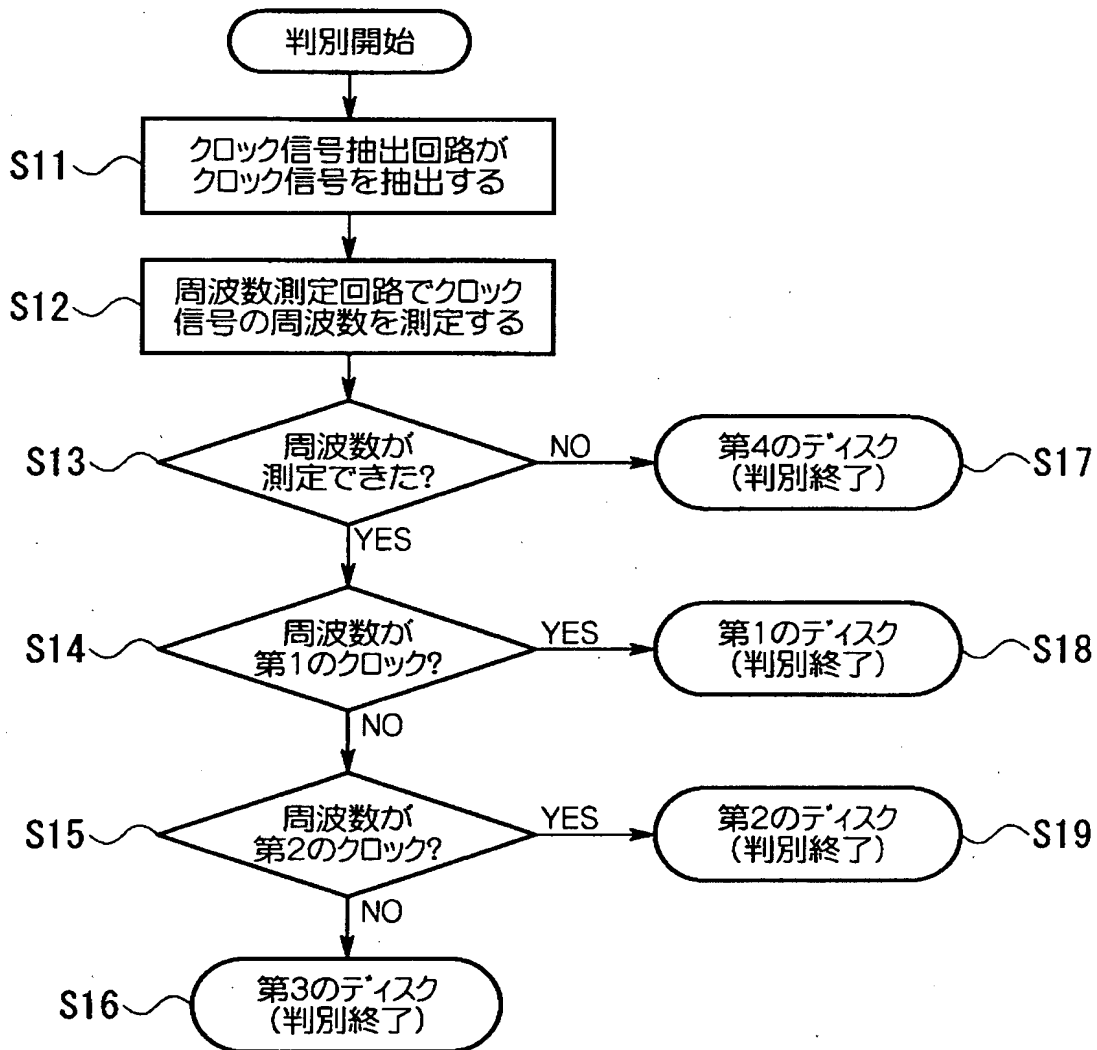 判別開始
S11
クロック信号抽出回路が
クロック信号を抽出する
S12
周波数測定回路でクロック
信号の周波数を測定する
S13
周波数が
測定できた?
NO
第4のディスク
(判別終了)
S17
YES
S14
周波数が
第1のクロック?
YES
第1のディスク
(判別終了)
S18
NO
S15
周波数が
第2のクロック?
YES
第2のディスク
(判別終了)
S19
NO
S16
第3のディスク
(判別終了)